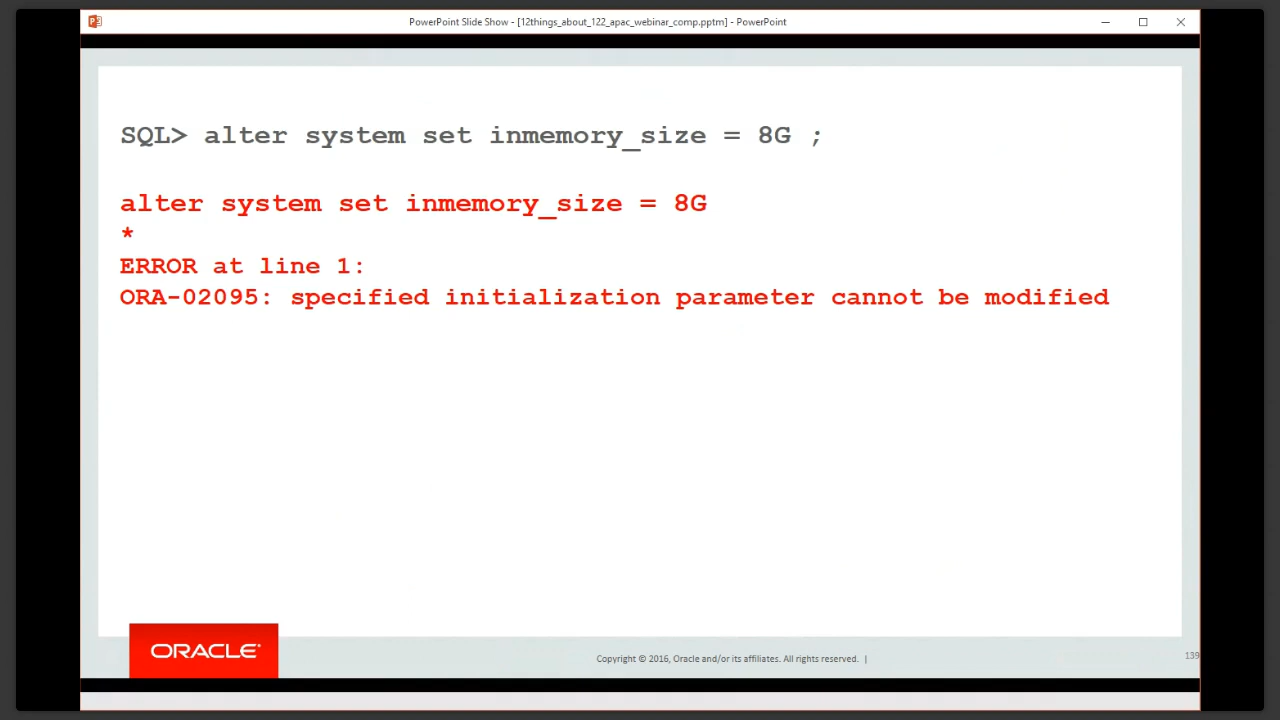 PowerPoint Slide Show - [12things_about_122_apac_webinar_comp.pptm] - PowerPoint
SQL> alter system set inmemory_size = 8G ;
alter system set inmemory_size = 8G
*
ERROR at line 1:
ORA-02095: specified initialization parameter cannot be modified
ORACLE®
Copyright © 2016, Oracle and/or its affiliates. All rights reserved. |
139